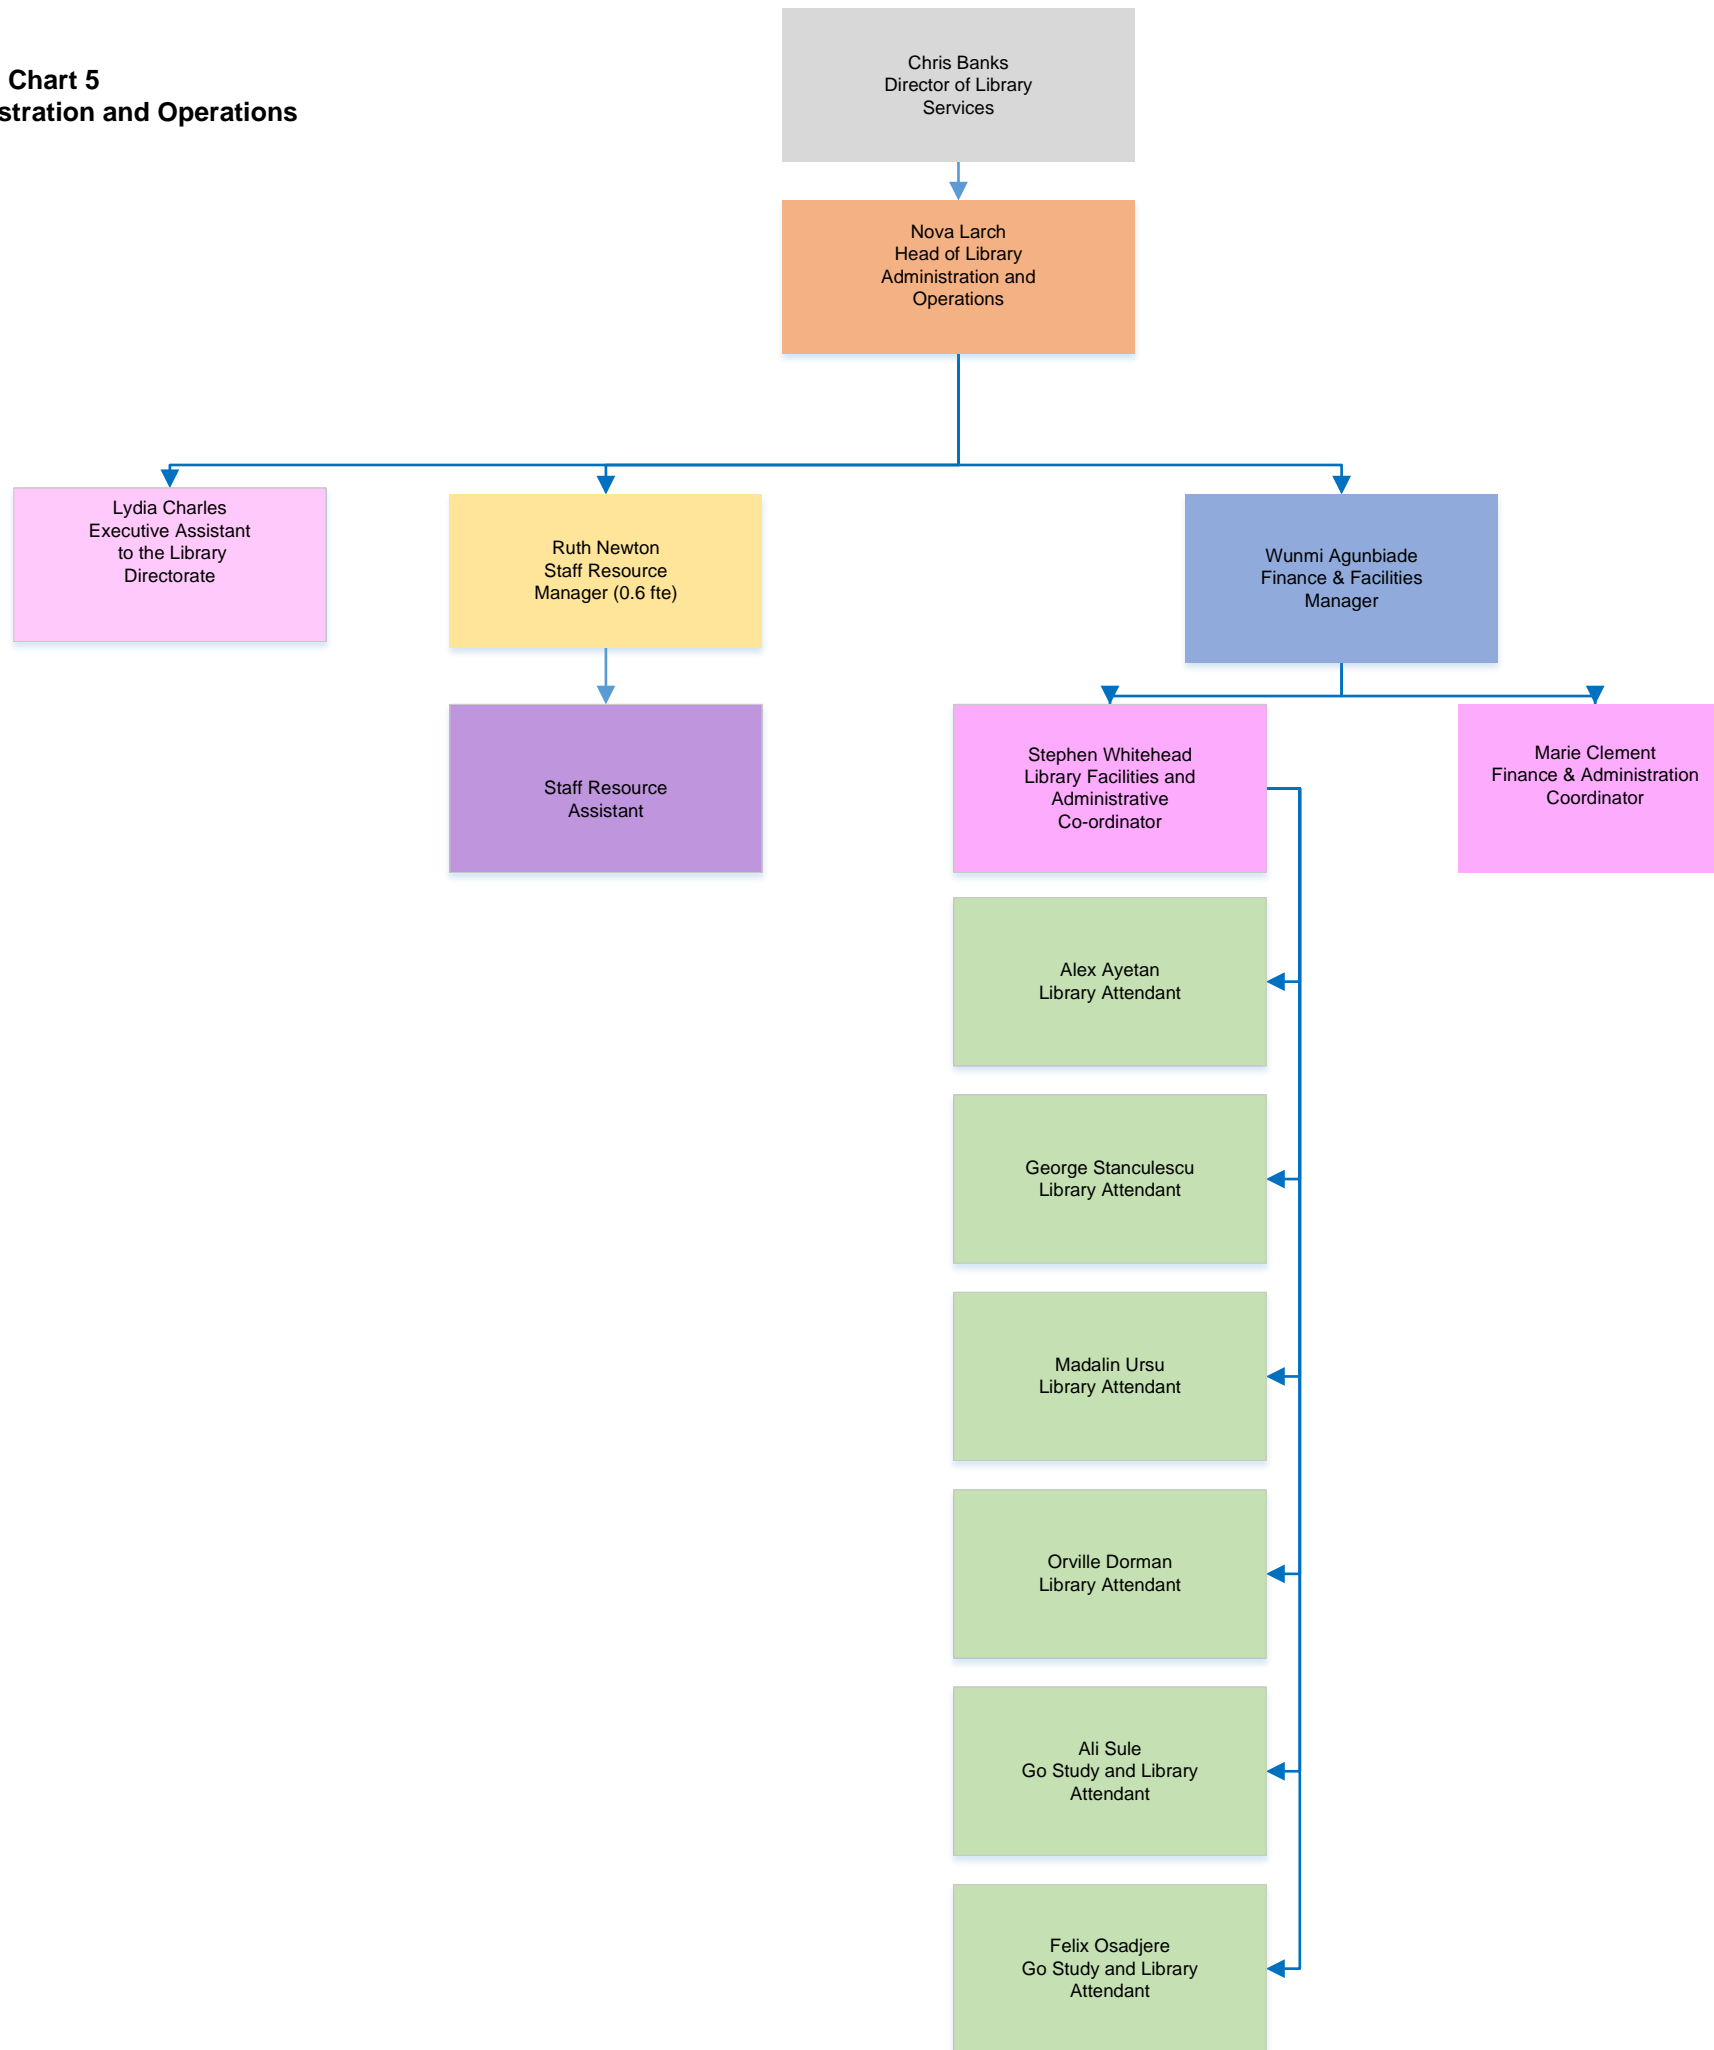 Chart 5
stration and Operations
Chris Banks
Director of Library
Services
Nova Larch
Head of Library
Administration and
Operations
Lydia Charles
Executive Assistant
to the Library
Directorate
Ruth Newton
Staff Resource
Manager (0.6 fte)
Wunmi Agunbiade
Finance & Facilities
Manager
Staff Resource
Assistant
Stephen Whitehead
Library Facilities and
Administrative
Co-ordinator
Marie Clement
Finance & Administration
Coordinator
Alex Ayetan
Library Attendant
George Stanculescu
Library Attendant
Madalin Ursu
Library Attendant
Orville Dorman
Library Attendant
Ali Sule
Go Study and Library
Attendant
Felix Osadjere
Go Study and Library
Attendant